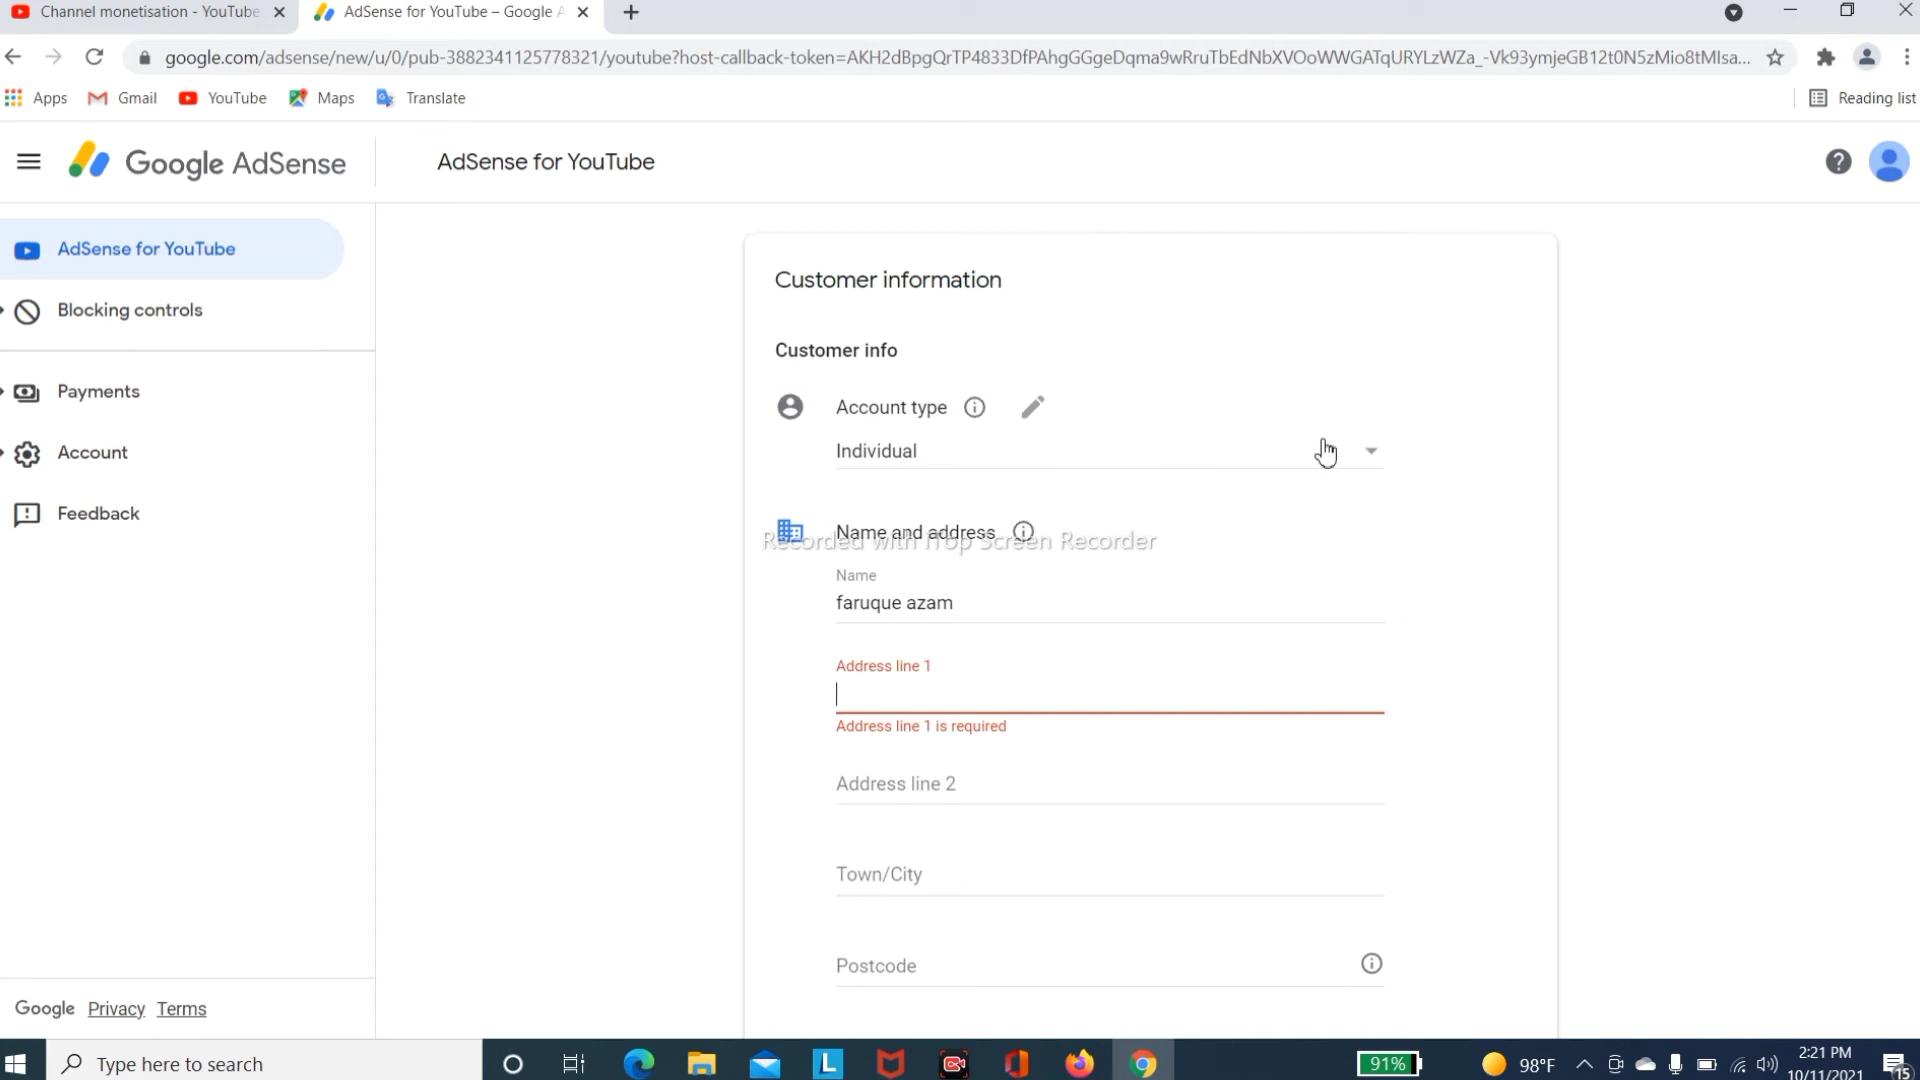 Channel monetisation - YouTube
AdSense for YouTube – Google A
google.com/adsense/new/u/0/pub-3882341125778321/youtube?host-callback-token=AKH2dBpgQrTP4833DfPAhgGGgeDqma9wRruTbEdNbXVOoWWGATqURYLzWZa_-Vk93ymjeGB12t0N5zMio8tMIsa...
Apps
Gmail
YouTube
Maps
Translate
Reading list
Google AdSense
AdSense for YouTube
AdSense for YouTube
Blocking controls
Payments
Account
Feedback
Google Privacy Terms
Customer information
Customer info
Account type
Individual
Name and address
Recorded with iTop Screen Recorder
Name
faruque azam
Address line 1
Address line 1 is required
Address line 2
Town/City
Postcode
Type here to search
91%
98°F
2:21 PM
10/11/2021
15